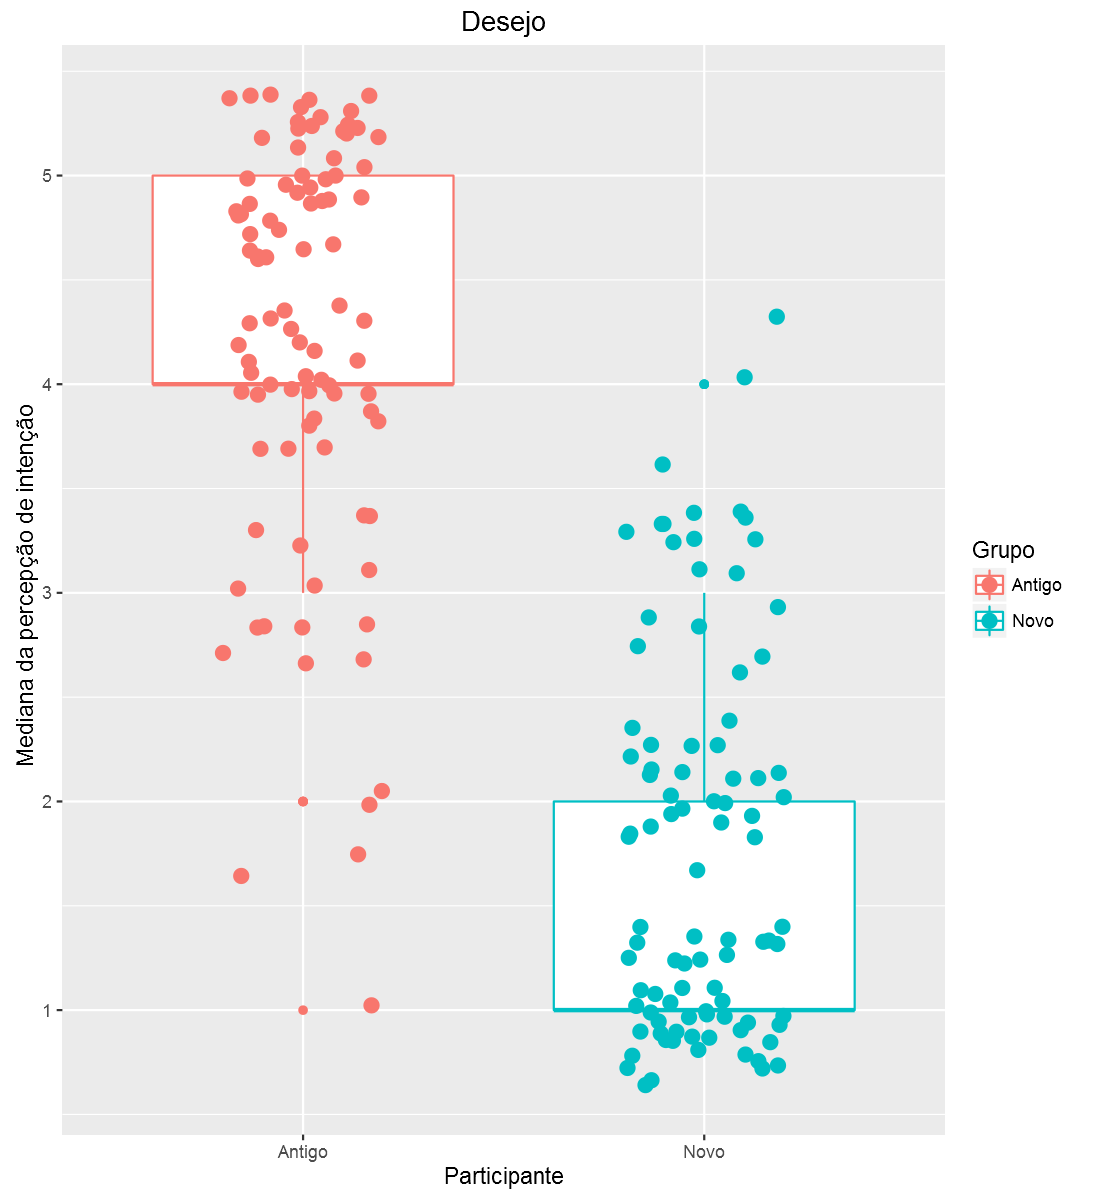 Desejo
Mediana da percepção de intenção
5
4
3
2
1
Antigo
Novo
Participante
Grupo
Antigo
Novo